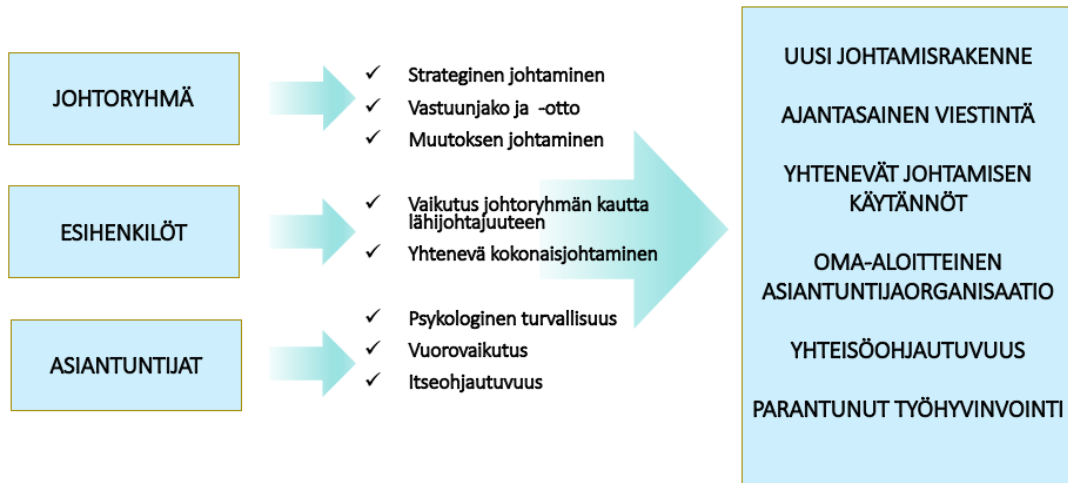 JOHTORYHMÄ
✓ Strateginen johtaminen
✓ Vastuunjako ja -otto
✓ Muutoksen johtaminen
ESIHENKILÖT
✓ Vaikutus johtoryhmän kautta
lähijohtajuuteen
✓ Yhtenevä kokonaisjohtaminen
ASIANTUNTIJAT
✓ Psykologinen turvallisuus
✓ Vuorovaikutus
✓ Itseohjautuvuus
UUSI JOHTAMISRAKENNE
AJANTASAINEN VIESTINTÄ
YHTENEVÄT JOHTAMISEN
KÄYTÄNNÖT
OMA-ALOITTEINEN
ASIANTUNTIJAORGANISAATIO
YHTEISÖOHJAUTUVUUS
PARANTUNUT TYÖHYVINVOINTI